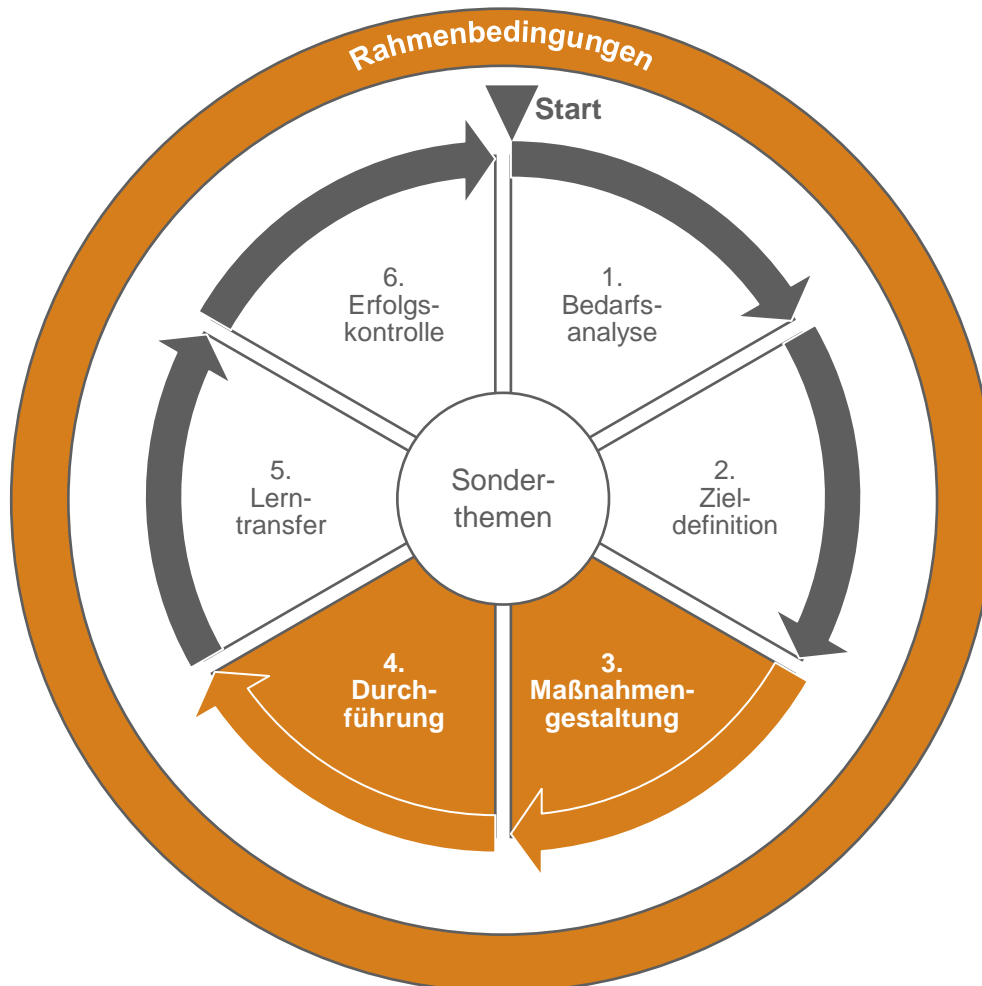 Rahmenbedingungen
Start
1.
Bedarfs-
analyse
2.
Ziel-
definition
3.
Maßnahmen-
gestaltung
4.
Durch-
führung
5.
Lern-
transfer
6.
Erfolgs-
kontrolle
Sonder-
themen